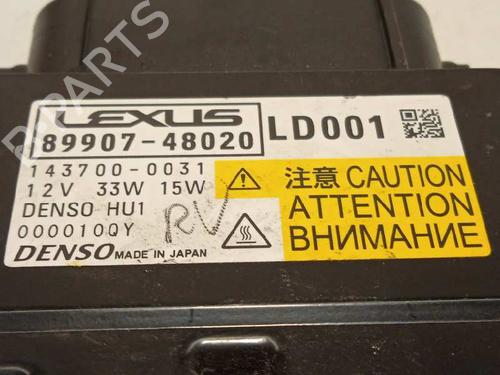 LEXUS
89907-48020
LD001
143700-0031
12V 33W 15W
DENSO HU1
000010QY
RV
DENSO MADE IN JAPAN
注意 CAUTION
ATTENTION
ВНИМАНИЕ
B-PARTS